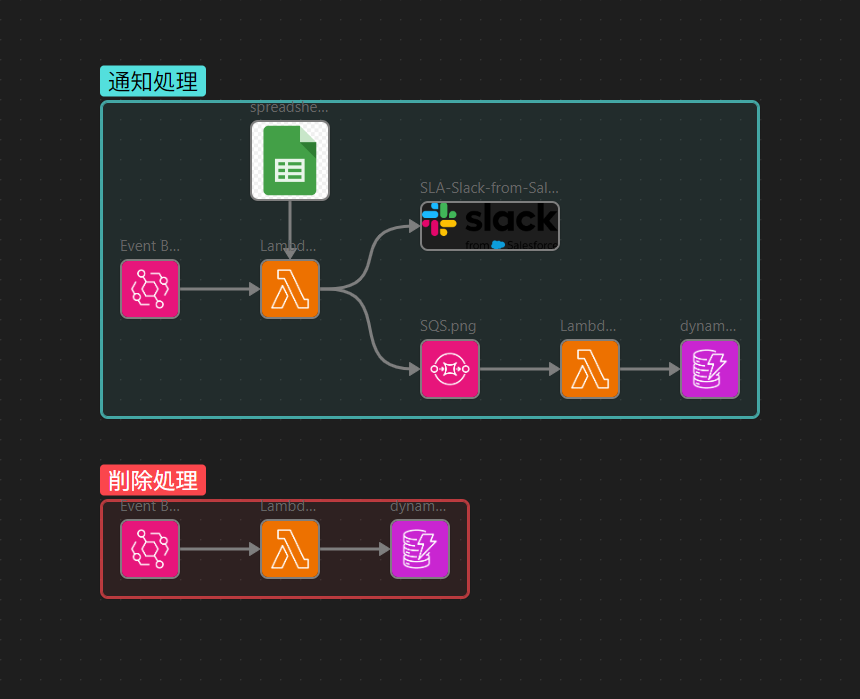 通知処理
spreadshe...
SLA-Slack-from-Sal...
slack
from Salesforce
Event B...
Lambd...
SQS.png
Lambd...
dynam...
削除処理
Event B...
Lambd...
dynam...